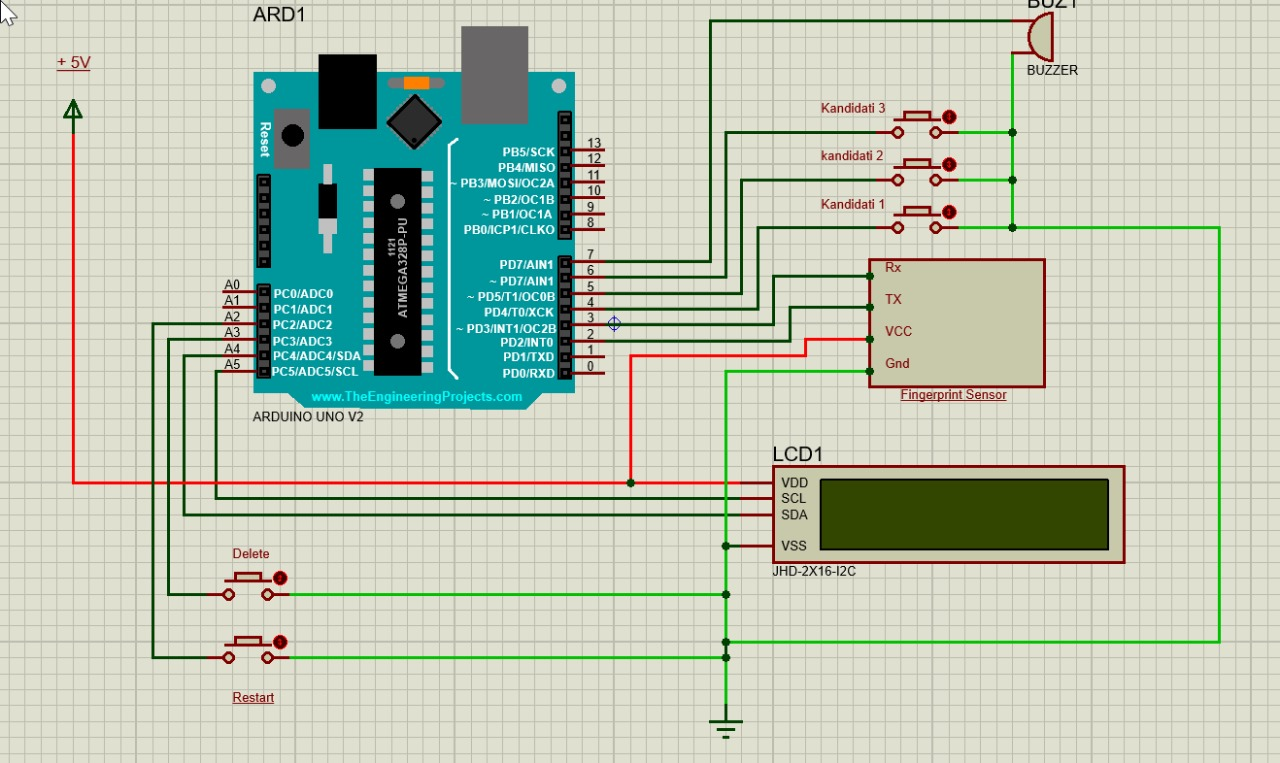 ARD1
BUZ1
+ 5V
BUZZER
Reset
1121
ATMEGA328P-PU
PB5/SCK 13
PB4/MISO 12
~ PB3/MOSI/OC2A 11
~ PB2/OC1B 10
~ PB1/OC1A 9
PB0/ICP1/CLKO 8
PD7/AIN1 7
~ PD7/AIN1 6
~ PD5/T1/OC0B 5
PD4/T0/XCK 4
~ PD3/INT1/OC2B 3
PD2/INT0 2
PD1/TXD 1
PD0/RXD 0
A0 PC0/ADC0
A1 PC1/ADC1
A2 PC2/ADC2
A3 PC3/ADC3
A4 PC4/ADC4/SDA
A5 PC5/ADC5/SCL
www.TheEngineeringProjects.com
ARDUINO UNO V2
Kandidati 3
kandidati 2
Kandidati 1
Rx
TX
VCC
Gnd
Fingerprint Sensor
LCD1
VDD
SCL
SDA
VSS
JHD-2X16-I2C
Delete
Restart